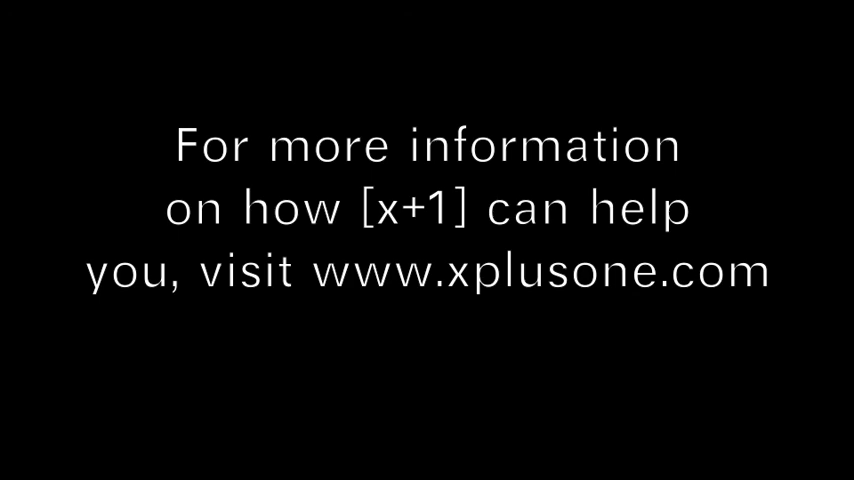 For more information
on how [x+1] can help
you, visit www.xplusone.com